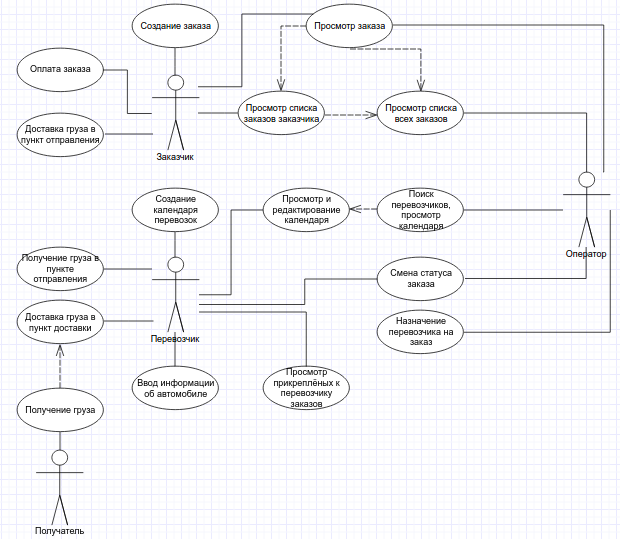 Создание заказа
Просмотр заказа
Оплата заказа
Просмотр списка
заказов заказчика
Просмотр списка
всех заказов
Доставка груза в
пункт отправления
Заказчик
Создание
календаря
перевозок
Просмотр и
редактирование
календаря
Поиск
перевозчиков,
просмотр
календаря
Оператор
Получение груза в
пункте
отправления
Смена статуса
заказа
Доставка груза в
пункт доставки
Назначение
перевозчика на
заказ
Перевозчик
Ввод информации
об автомобиле
Просмотр
прикреплённых к
перевозчику
заказов
Получение груза
Получатель